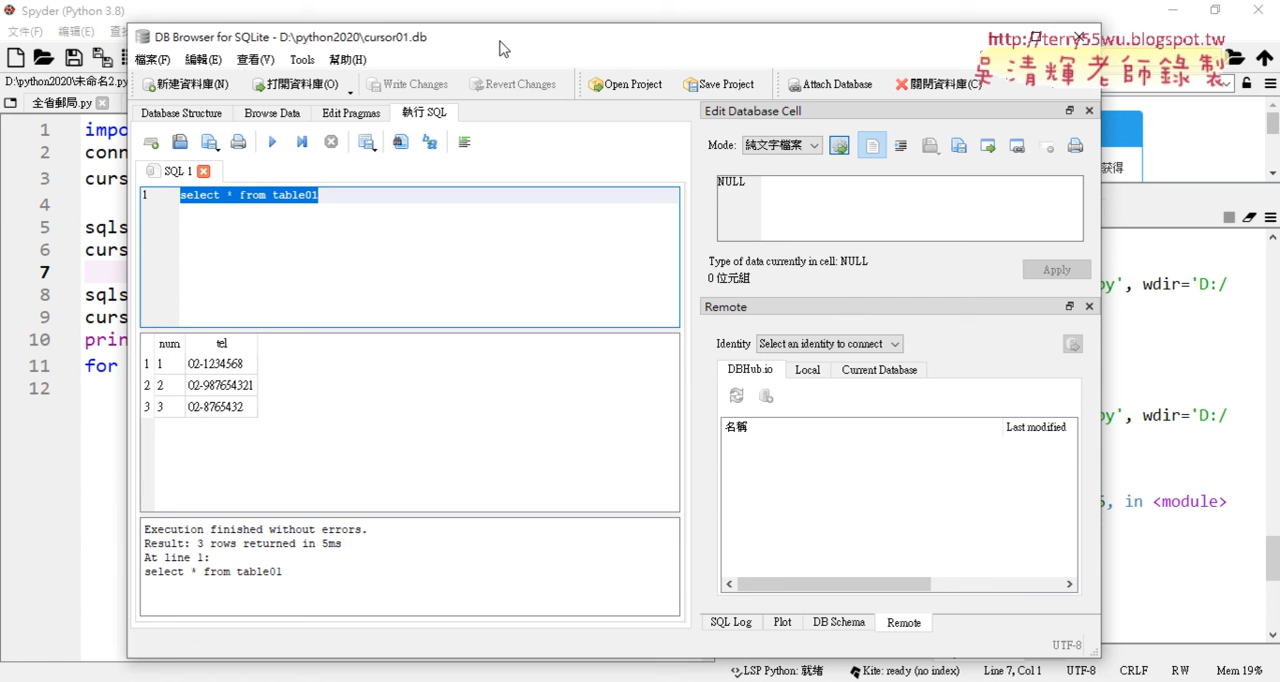 Spyder (Python 3.8)
文件(F) 編輯(E) 查
DB Browser for SQLite - D:\python2020\cursor01.db
http://terry55wu.blogspot.tw
吳清輝老師錄製
檔案(F) 編輯(E) 查看(V) Tools 幫助(H)
新建資料庫(N) 打開資料庫(O) Write Changes Revert Changes Open Project Save Project Attach Database 關閉資料庫(C)
D:\python2020\未命名2.py
全省郵局.py
Database Structure Browse Data Edit Pragmas 執行 SQL
Edit Database Cell
Mode: 純文字檔案
SQL 1
1 select * from table01
NULL
Type of data currently in cell: NULL
0 位元組
Apply
Remote
Identity Select an identity to connect
DBHub.io Local Current Database
名稱 Last modified
num tel
1 1 02-1234568
2 2 02-987654321
3 3 02-8765432
Execution finished without errors.
Result: 3 rows returned in 5ms
At line 1:
select * from table01
SQL Log Plot DB Schema Remote
UTF-8
1 impo
2 conn
3 curs
4
5 sqls
6 curs
7
8 sqls
9 curs
10 prin
11 for
12
獲得
py', wdir='D:/
py', wdir='D:/
5, in <module>
LSP Python: 就緒 Kite: ready (no index) Line 7, Col 1 UTF-8 CRLF RW Mem 19%